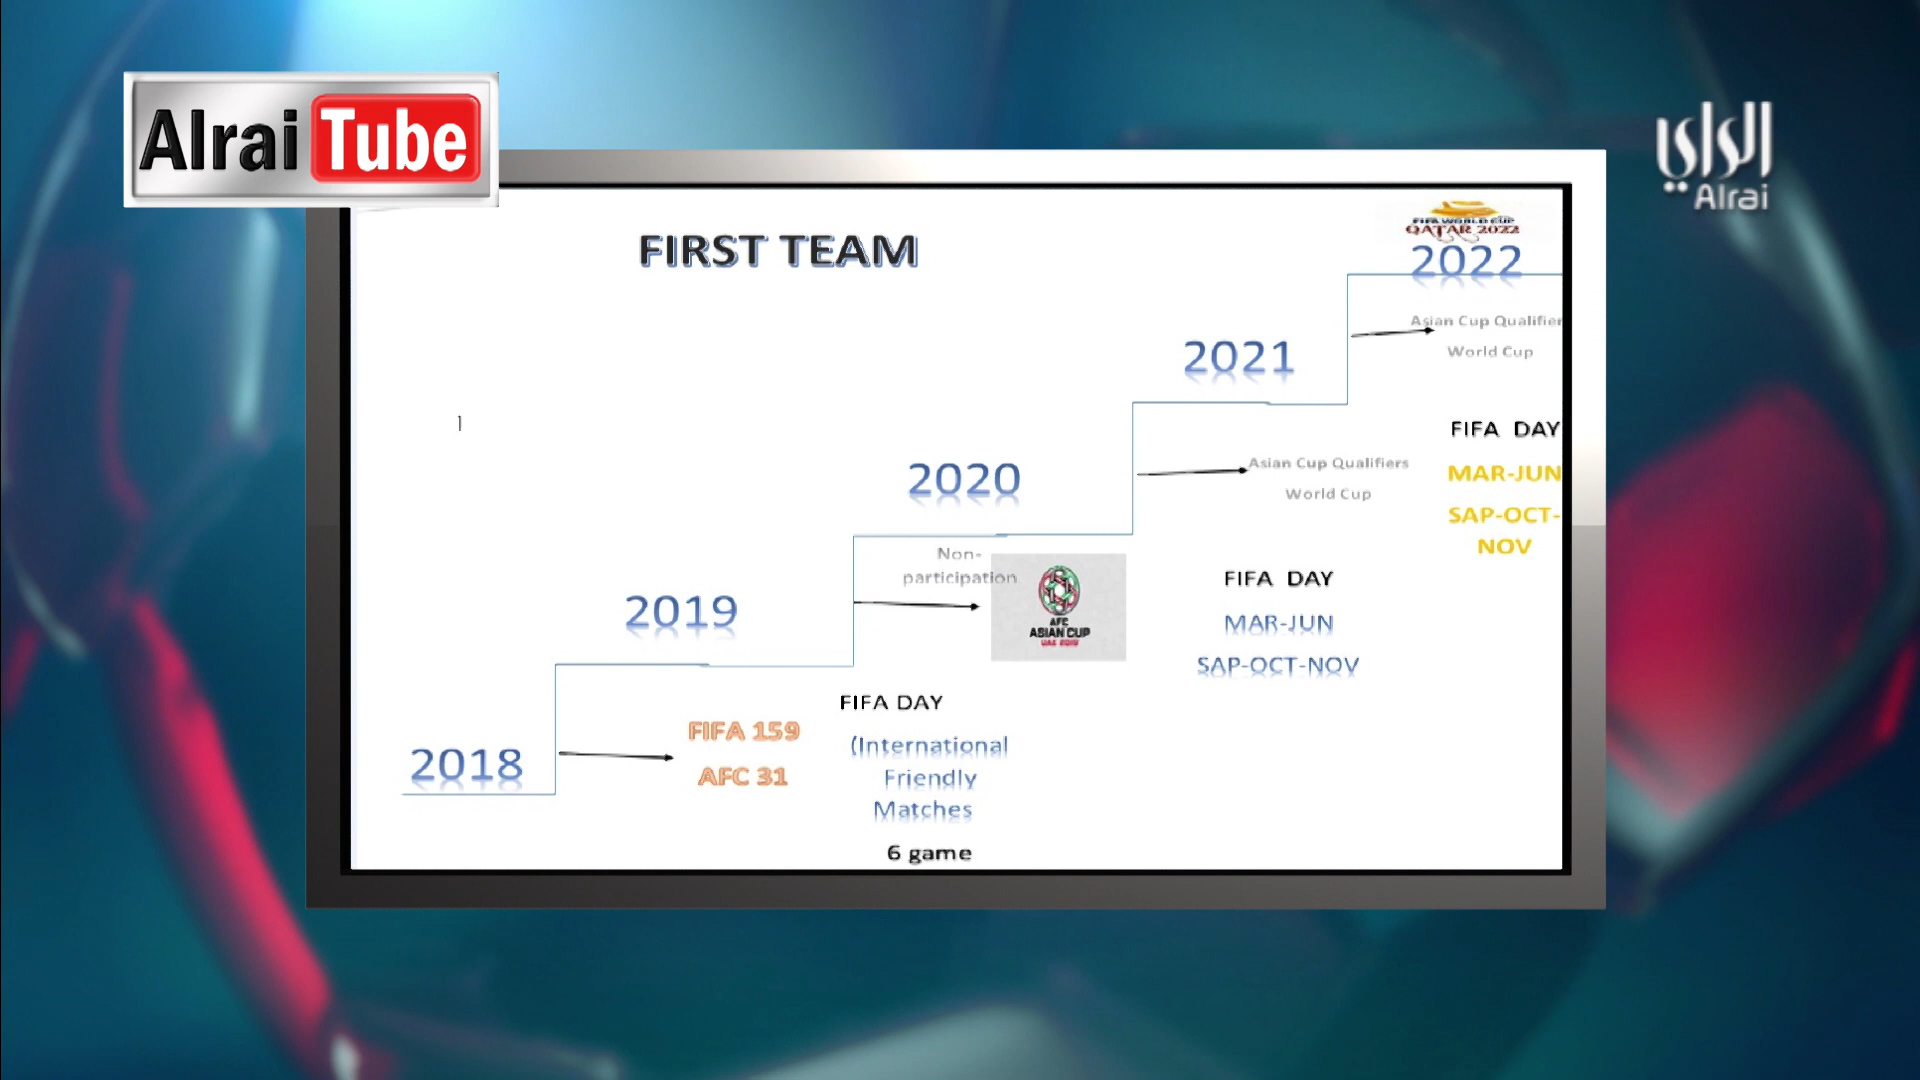 Alrai Tube
الراي
Alrai
FIRST TEAM
FIFA WORLD CUP
QATAR 2022
2022
Asian Cup Qualifier
World Cup
2021
FIFA DAY
MAR-JUN
SAP-OCT-
NOV
Asian Cup Qualifiers
World Cup
2020
Non-
participation
AFC
ASIAN CUP
UAE 2019
FIFA DAY
MAR-JUN
SAP-OCT-NOV
2019
FIFA DAY
(International
Friendly
Matches
6 game
FIFA 159
AFC 31
2018